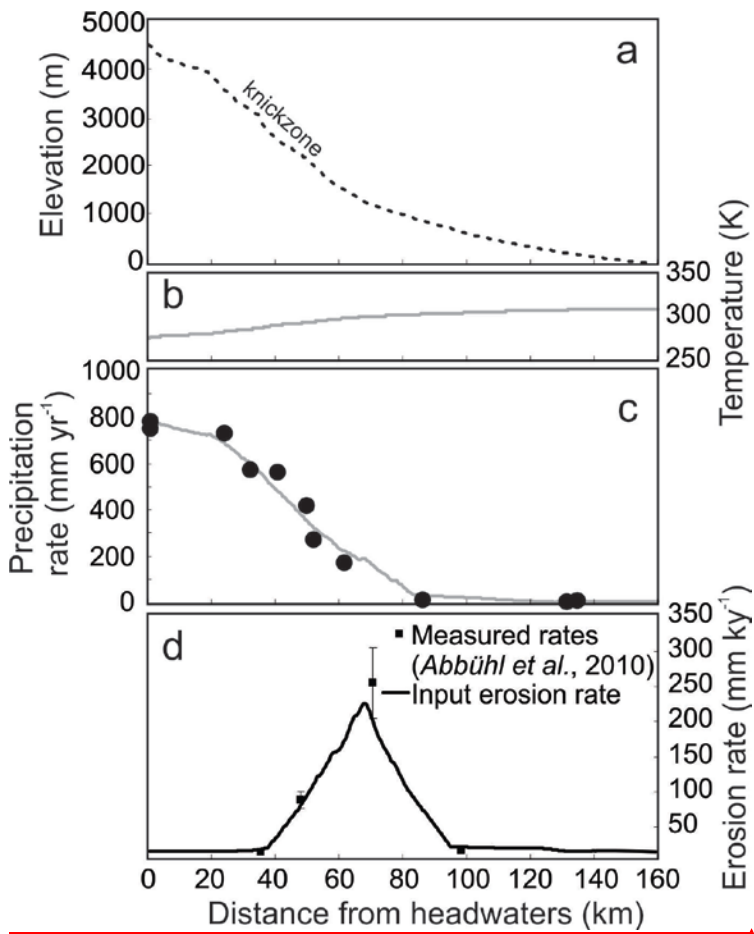 a
Elevation (m)
5000
4000
3000
2000
1000
0
knickzone
b
Temperature (K)
350
300
250
c
Precipitation
rate (mm yr⁻¹)
1000
800
600
400
200
0
d
Measured rates
(Abbühl et al., 2010)
Input erosion rate
Erosion rate (mm ky⁻¹)
350
300
250
200
150
100
50
0 20 40 60 80 100 120 140 160
Distance from headwaters (km)